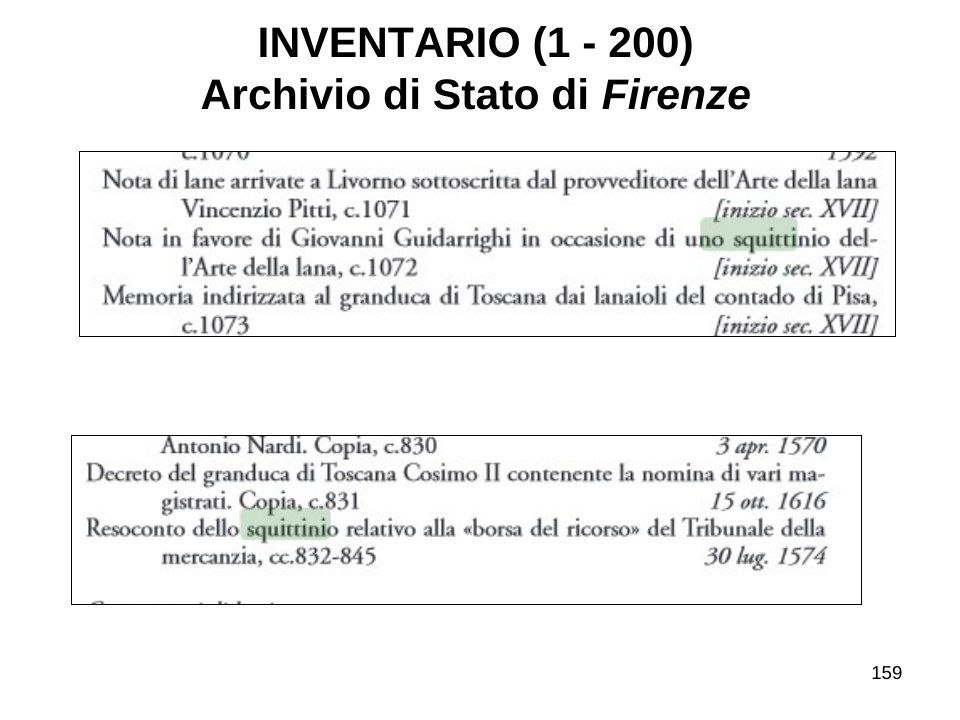 INVENTARIO (1 - 200)
Archivio di Stato di Firenze
c.1070 1592
Nota di lane arrivate a Livorno sottoscritta dal provveditore dell'Arte della lana
Vincenzio Pitti, c.1071 [inizio sec. XVII]
Nota in favore di Giovanni Guidarrighi in occasione di uno squittinio del-
l'Arte della lana, c.1072 [inizio sec. XVII]
Memoria indirizzata al granduca di Toscana dai lanaioli del contado di Pisa,
c.1073 [inizio sec. XVII]
Antonio Nardi. Copia, c.830 3 apr. 1570
Decreto del granduca di Toscana Cosimo II contenente la nomina di vari ma-
gistrati. Copia, c.831 15 ott. 1616
Resoconto dello squittinio relativo alla «borsa del ricorso» del Tribunale della
mercanzia, cc.832-845 30 lug. 1574
159